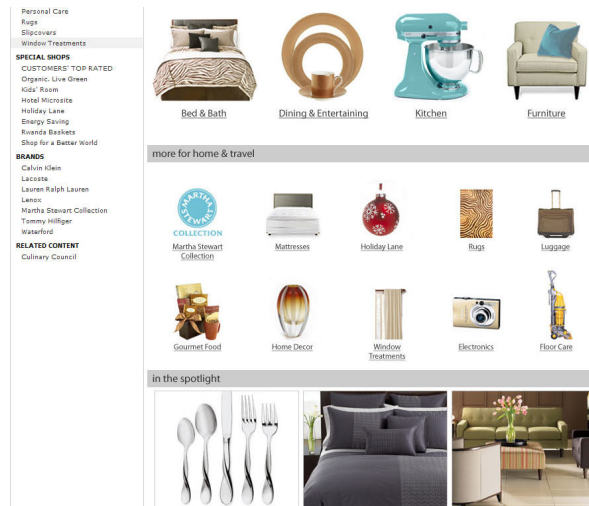 Personal Care
Rugs
Slipcovers
Window Treatments
SPECIAL SHOPS
CUSTOMERS' TOP RATED
Organic. Live Green
Kids' Room
Hotel Microsite
Holiday Lane
Energy Saving
Rwanda Baskets
Shop for a Better World
BRANDS
Calvin Klein
Lacoste
Lauren Ralph Lauren
Lenox
Martha Stewart Collection
Tommy Hilfiger
Waterford
RELATED CONTENT
Culinary Council
Bed & Bath
Dining & Entertaining
Kitchen
Furniture
more for home & travel
MARTHA
STEWART
COLLECTION
Martha Stewart
Collection
Mattresses
Holiday Lane
Rugs
Luggage
Gourmet Food
Home Decor
Window
Treatments
Electronics
Floor Care
in the spotlight